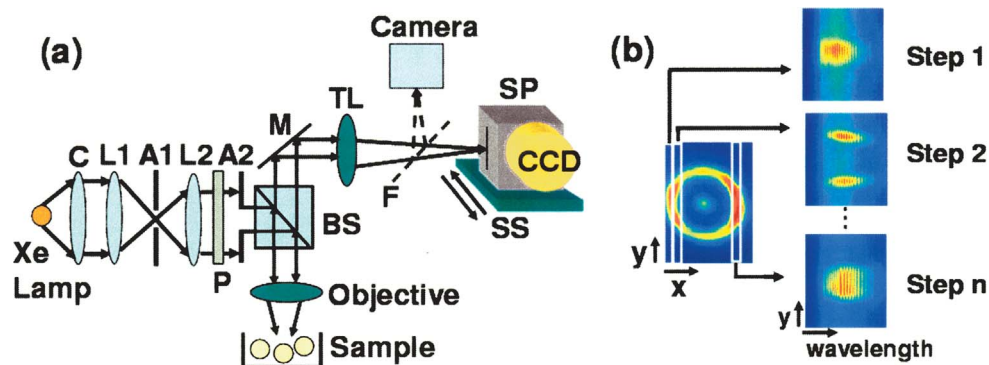 (a)
Camera
SP
TL
M
CCD
C L1 A1 L2 A2
F
BS
SS
Xe
Lamp
P
Objective
Sample
(b)
Step 1
Step 2
y
x
Step n
y
wavelength